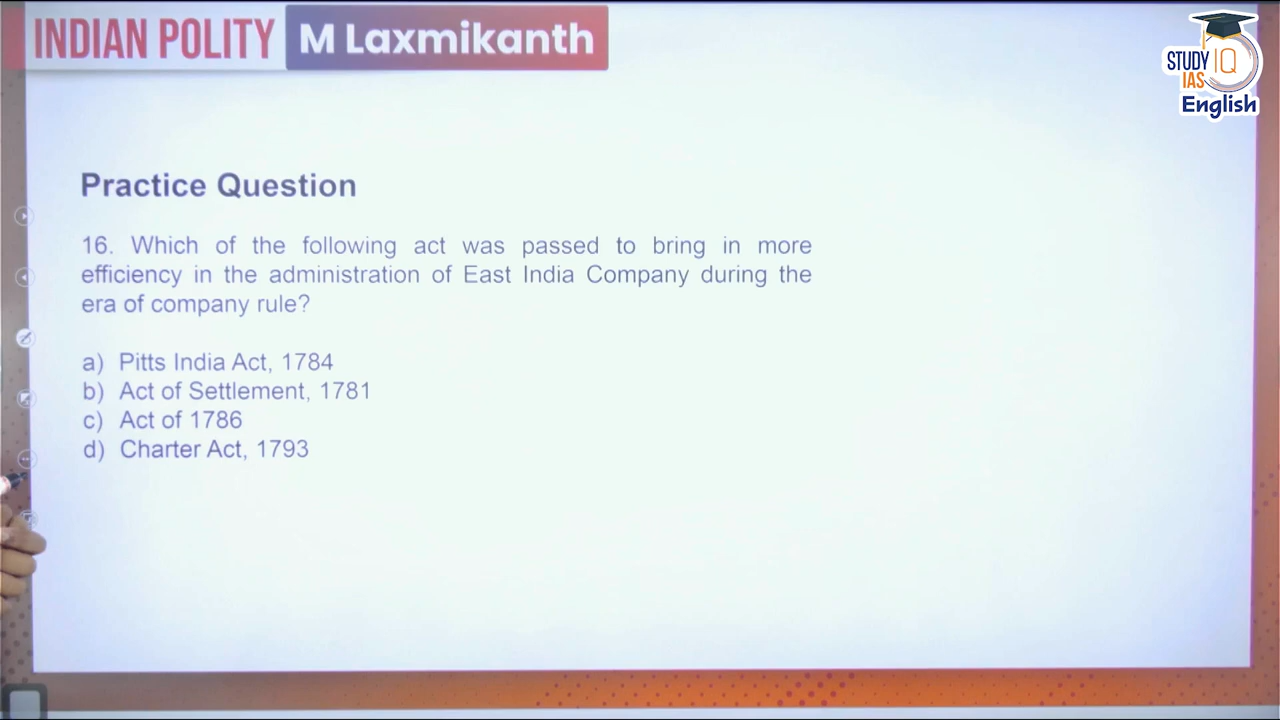 INDIAN POLITY M Laxmikanth
STUDY IQ
IAS
English
Practice Question
16. Which of the following act was passed to bring in more
efficiency in the administration of East India Company during the
era of company rule?
a) Pitts India Act, 1784
b) Act of Settlement, 1781
c) Act of 1786
d) Charter Act, 1793